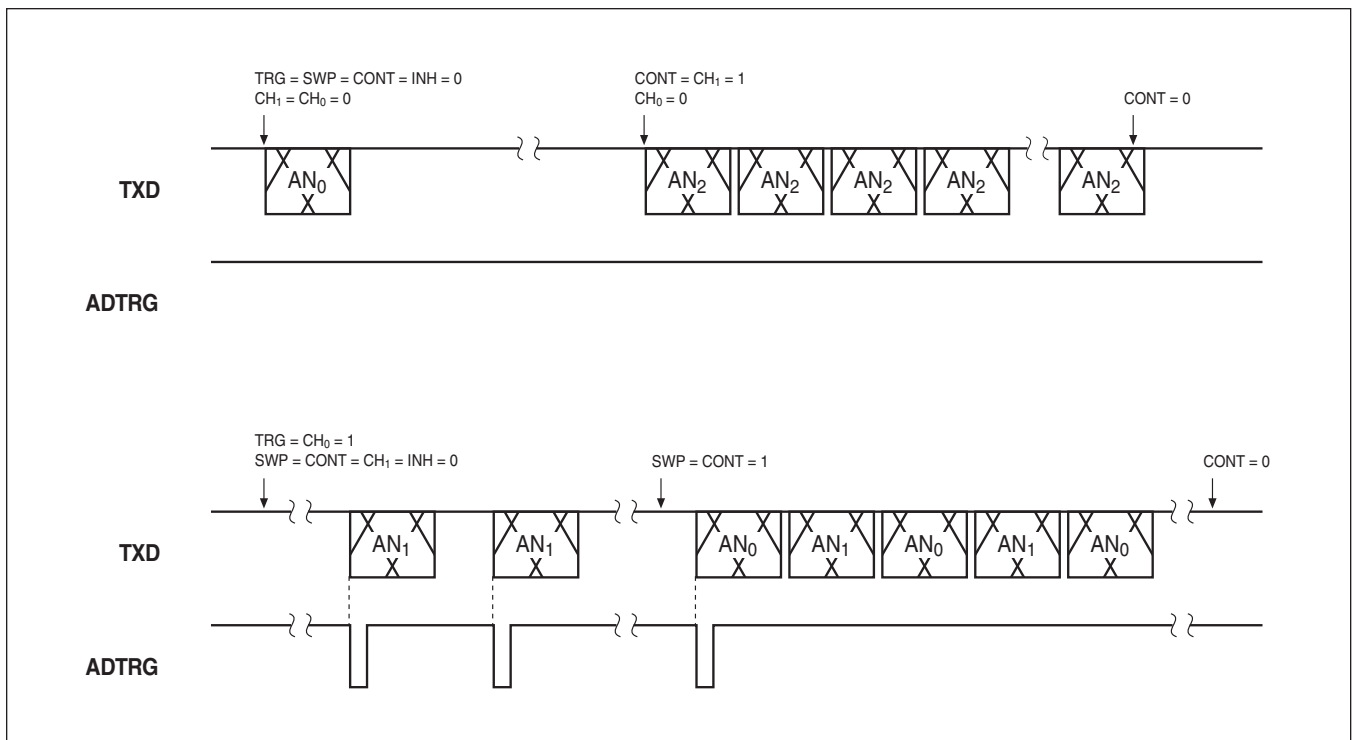 TRG = SWP = CONT = INH = 0
CH₁ = CH₀ = 0
CONT = CH₁ = 1
CH₀ = 0
CONT = 0
TXD
AN₀
AN₂
AN₂
AN₂
AN₂
AN₂
ADTRG
TRG = CH₀ = 1
SWP = CONT = CH₁ = INH = 0
SWP = CONT = 1
CONT = 0
TXD
AN₁
AN₁
AN₀
AN₁
AN₀
AN₁
AN₀
ADTRG